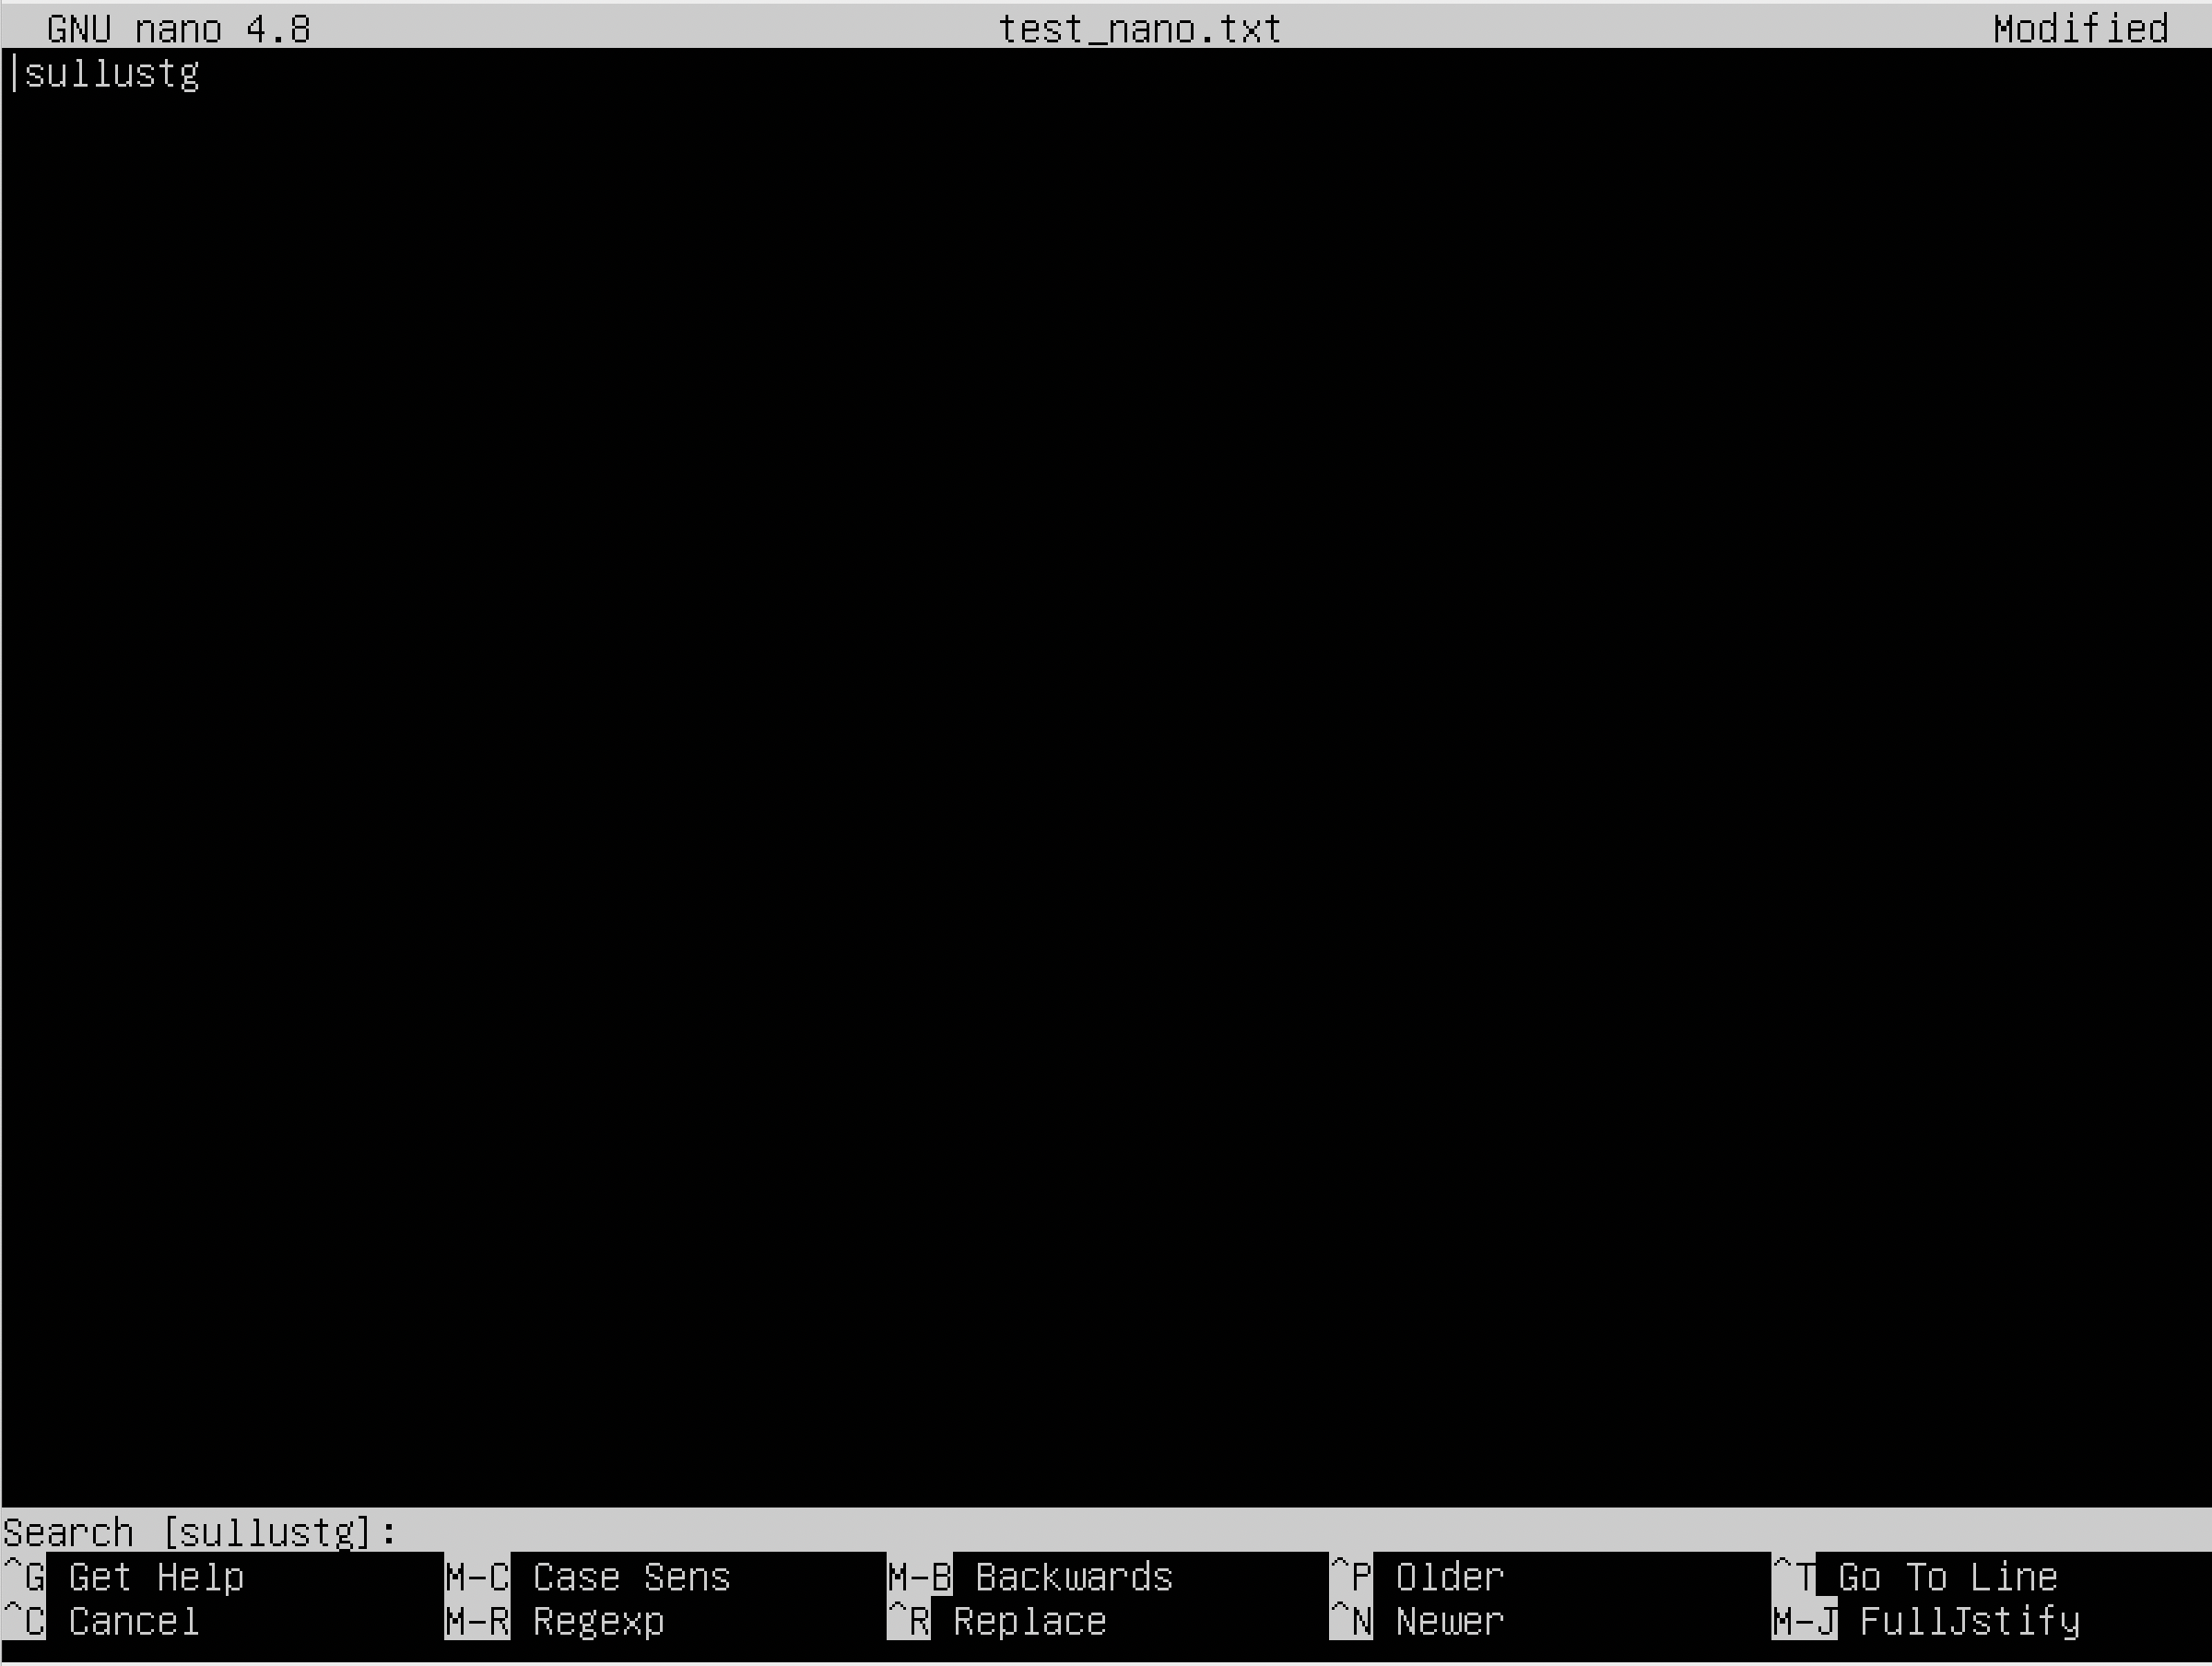 GNU nano 4.8 test_nano.txt Modified
|sullustg
Search [sullustg]:
^G Get Help M-C Case Sens M-B Backwards ^P Older ^T Go To Line
^C Cancel M-R Regexp ^R Replace ^N Newer M-J FullJstify